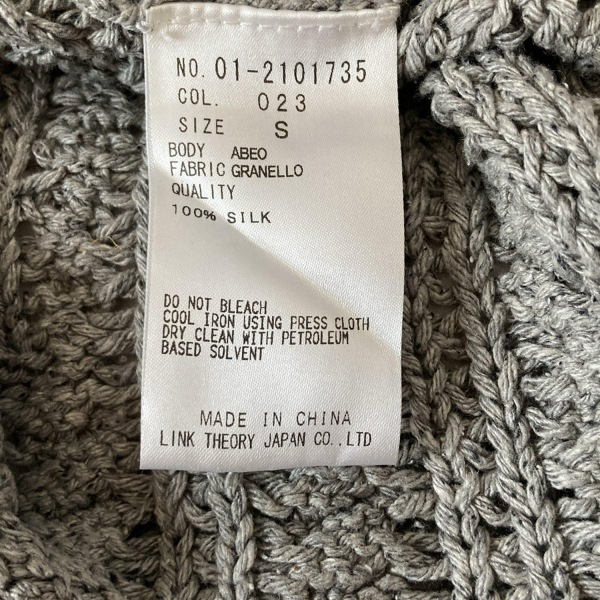 NO. 01-2101735
COL. 023
SIZE S
BODY ABEO
FABRIC GRANELLO
QUALITY
100% SILK
DO NOT BLEACH
COOL IRON USING PRESS CLOTH
DRY CLEAN WITH PETROLEUM
BASED SOLVENT
MADE IN CHINA
LINK THEORY JAPAN CO.,LTD